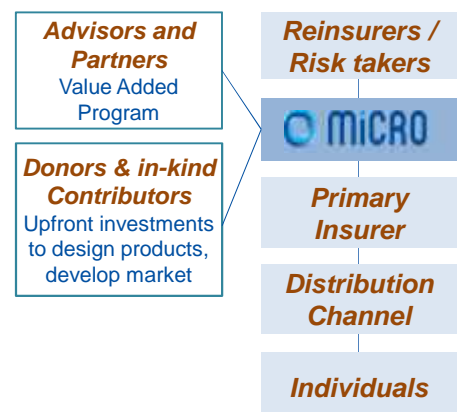 Advisors and
Partners
Value Added
Program
Donors & in-kind
Contributors
Upfront investments
to design products,
develop market
Reinsurers /
Risk takers
MiCRO
Primary
Insurer
Distribution
Channel
Individuals